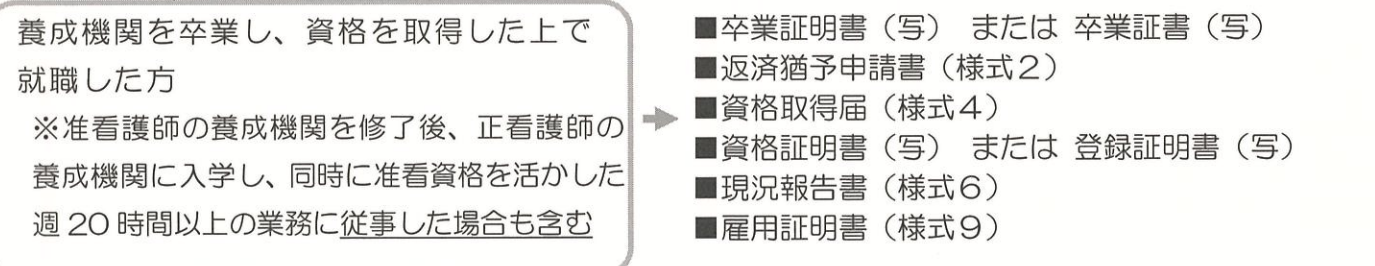 養成機関を卒業し、資格を取得した上で
就職した方
※准看護師の養成機関を修了後、正看護師の
養成機関に入学し、同時に准看資格を活かした
週20時間以上の業務に従事した場合も含む
■卒業証明書（写） または 卒業証書（写）
■返済猶予申請書（様式2）
■資格取得届（様式4）
■資格証明書（写） または 登録証明書（写）
■現況報告書（様式6）
■雇用証明書（様式9）